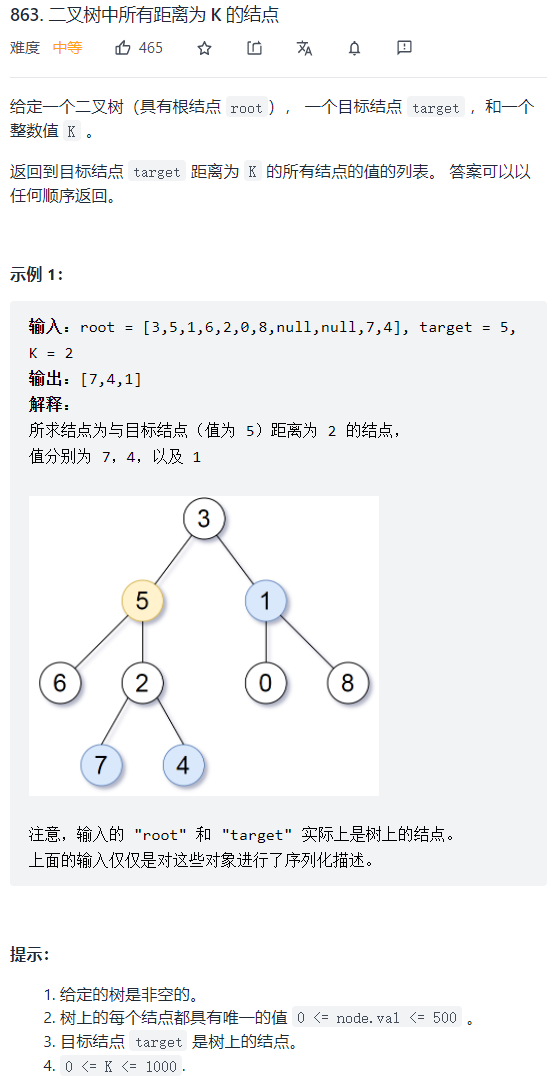 863. 二叉树中所有距离为 K 的结点
难度 中等 465
给定一个二叉树（具有根结点 root）， 一个目标结点 target ，和一个
整数值 K 。
返回到目标结点 target 距离为 K 的所有结点的值的列表。 答案可以以
任何顺序返回。
示例 1：
输入：root = [3,5,1,6,2,0,8,null,null,7,4], target = 5,
K = 2
输出：[7,4,1]
解释：
所求结点为与目标结点（值为 5）距离为 2 的结点，
值分别为 7，4，以及 1
3
5 1
6 2 0 8
7 4
注意，输入的 "root" 和 "target" 实际上是树上的结点。
上面的输入仅仅是对这些对象进行了序列化描述。
提示：
1. 给定的树是非空的。
2. 树上的每个结点都具有唯一的值 0 <= node.val <= 500 。
3. 目标结点 target 是树上的结点。
4. 0 <= K <= 1000.